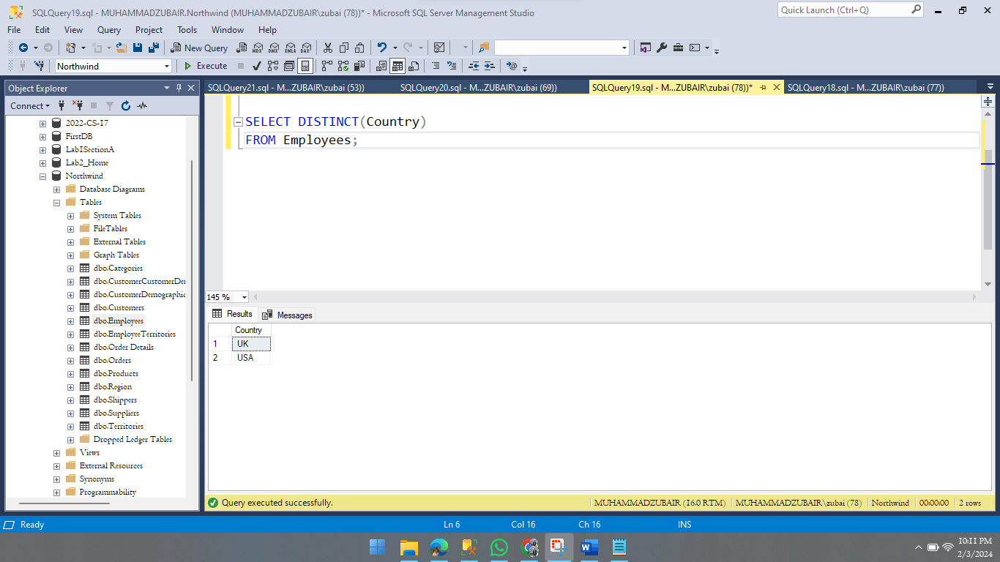 SQLQuery19.sql - MUHAMMADZUBAIR.Northwind (MUHAMMADZUBAIR\zubai (78))* - Microsoft SQL Server Management Studio
Quick Launch (Ctrl+Q)
File Edit View Query Project Tools Window Help
New Query MDX DMX XMLA DAX
Northwind Execute
Object Explorer
SQLQuery21.sql - M...ZUBAIR\zubai (53)) SQLQuery20.sql - M...ZUBAIR\zubai (69)) SQLQuery19.sql - M...ZUBAIR\zubai (78))* SQLQuery18.sql - M...ZUBAIR\zubai (77))
Connect
2022-CS-17
FirstDB
Lab1SectionA
Lab2_Home
Northwind
Database Diagrams
Tables
System Tables
FileTables
External Tables
Graph Tables
dbo.Categories
dbo.CustomerCustomerDe
dbo.CustomerDemographic
dbo.Customers
dbo.Employees
dbo.EmployeeTerritories
dbo.Order Details
dbo.Orders
dbo.Products
dbo.Region
dbo.Shippers
dbo.Suppliers
dbo.Territories
Dropped Ledger Tables
Views
External Resources
Synonyms
Programmability
SELECT DISTINCT(Country)
FROM Employees;
145 %
Results Messages
Country
1 UK
2 USA
Query executed successfully. MUHAMMADZUBAIR (16.0 RTM) MUHAMMADZUBAIR\zubai (78) Northwind 00:00:00 2 rows
Ready Ln 6 Col 16 Ch 16 INS
10:11 PM
2/3/2024